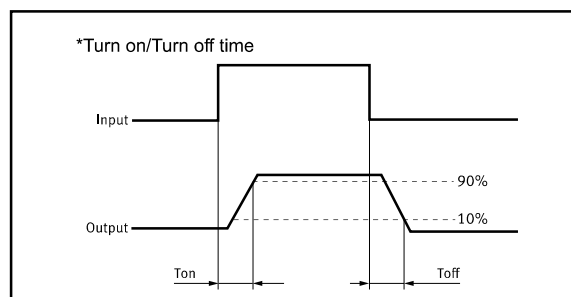 *Turn on/Turn off time
Input
90%
10%
Output
Ton
Toff